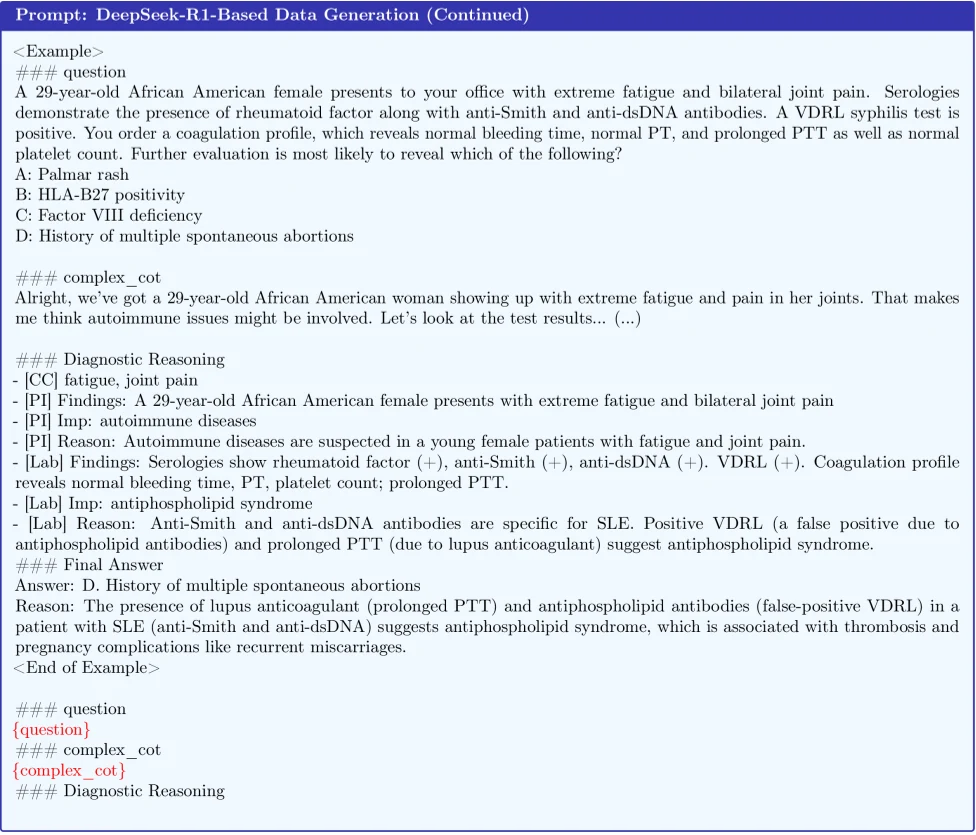 Prompt: DeepSeek-R1-Based Data Generation (Continued)
<Example>
### question
A 29-year-old African American female presents to your office with extreme fatigue and bilateral joint pain. Serologies
demonstrate the presence of rheumatoid factor along with anti-Smith and anti-dsDNA antibodies. A VDRL syphilis test is
positive. You order a coagulation profile, which reveals normal bleeding time, normal PT, and prolonged PTT as well as normal
platelet count. Further evaluation is most likely to reveal which of the following?
A: Palmar rash
B: HLA-B27 positivity
C: Factor VIII deficiency
D: History of multiple spontaneous abortions
### complex_cot
Alright, we've got a 29-year-old African American woman showing up with extreme fatigue and pain in her joints. That makes
me think autoimmune issues might be involved. Let's look at the test results... (...)
### Diagnostic Reasoning
- [CC] fatigue, joint pain
- [PI] Findings: A 29-year-old African American female presents with extreme fatigue and bilateral joint pain
- [PI] Imp: autoimmune diseases
- [PI] Reason: Autoimmune diseases are suspected in a young female patients with fatigue and joint pain.
- [Lab] Findings: Serologies show rheumatoid factor (+), anti-Smith (+), anti-dsDNA (+). VDRL (+). Coagulation profile
reveals normal bleeding time, PT, platelet count; prolonged PTT.
- [Lab] Imp: antiphospholipid syndrome
- [Lab] Reason: Anti-Smith and anti-dsDNA antibodies are specific for SLE. Positive VDRL (a false positive due to
antiphospholipid antibodies) and prolonged PTT (due to lupus anticoagulant) suggest antiphospholipid syndrome.
### Final Answer
Answer: D. History of multiple spontaneous abortions
Reason: The presence of lupus anticoagulant (prolonged PTT) and antiphospholipid antibodies (false-positive VDRL) in a
patient with SLE (anti-Smith and anti-dsDNA) suggests antiphospholipid syndrome, which is associated with thrombosis and
pregnancy complications like recurrent miscarriages.
<End of Example>
### question
{question}
### complex_cot
{complex_cot}
### Diagnostic Reasoning